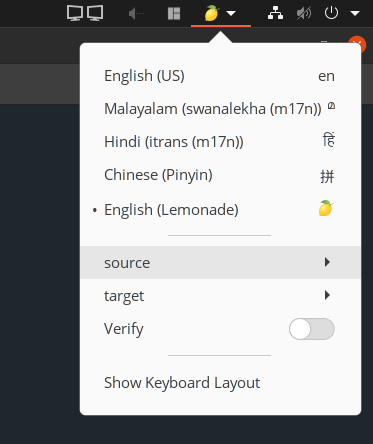 English (US) en
Malayalam (swanalekha (m17n)) മ
Hindi (itrans (m17n)) हिं
Chinese (Pinyin) 拼
• English (Lemonade) 🍋
source
target
Verify
Show Keyboard Layout